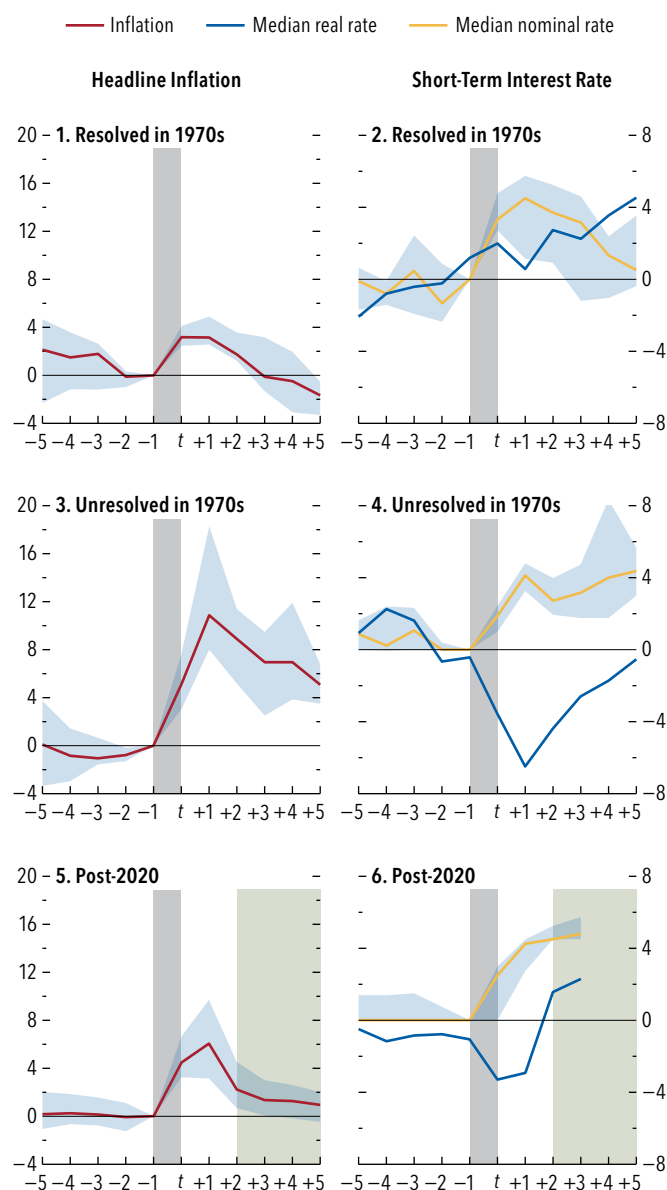 Inflation Median real rate Median nominal rate
Headline Inflation Short-Term Interest Rate
1. Resolved in 1970s
20
16
12
8
4
0
−4
−5 −4 −3 −2 −1 t +1 +2 +3 +4 +5
2. Resolved in 1970s
8
4
0
−4
−8
−5 −4 −3 −2 −1 t +1 +2 +3 +4 +5
3. Unresolved in 1970s
20
16
12
8
4
0
−4
−5 −4 −3 −2 −1 t +1 +2 +3 +4 +5
4. Unresolved in 1970s
8
4
0
−4
−8
−5 −4 −3 −2 −1 t +1 +2 +3 +4 +5
5. Post-2020
20
16
12
8
4
0
−4
−5 −4 −3 −2 −1 t +1 +2 +3 +4 +5
6. Post-2020
8
4
0
−4
−8
−5 −4 −3 −2 −1 t +1 +2 +3 +4 +5